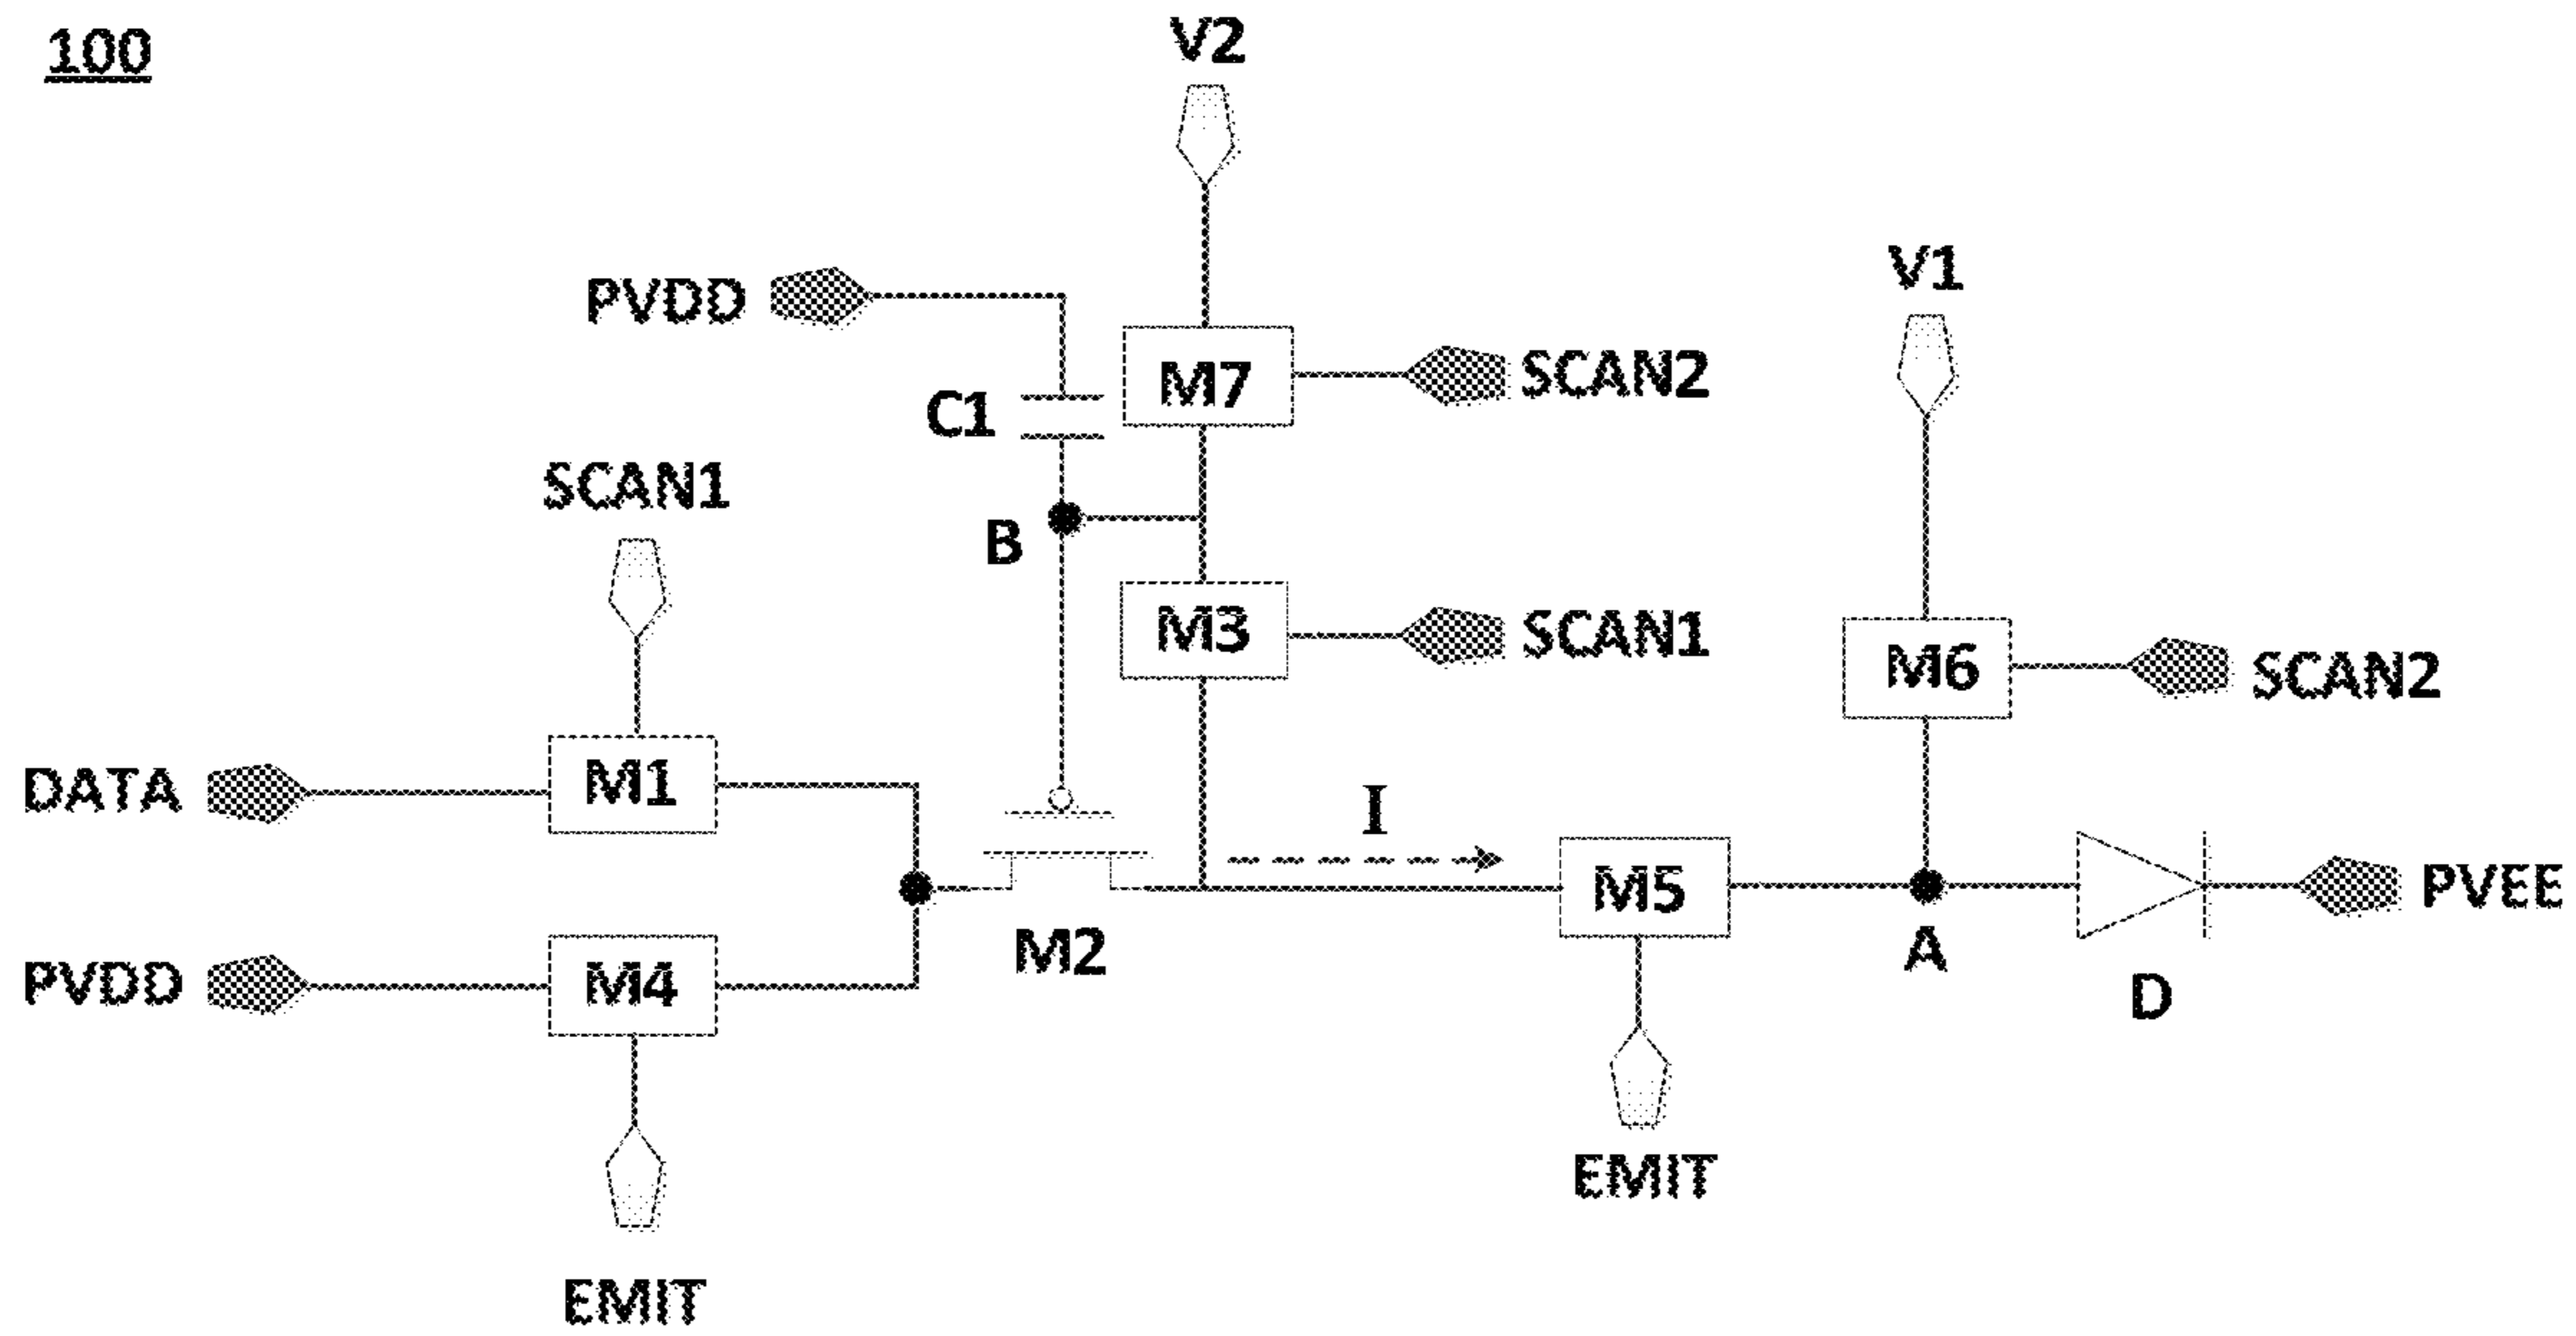 100
V2
PVDD
V1
M7
SCAN2
C1
SCAN1
B
M3
SCAN1
M6
SCAN2
DATA
M1
I
M5
PVEE
M2
A
PVDD
M4
D
EMIT
EMIT